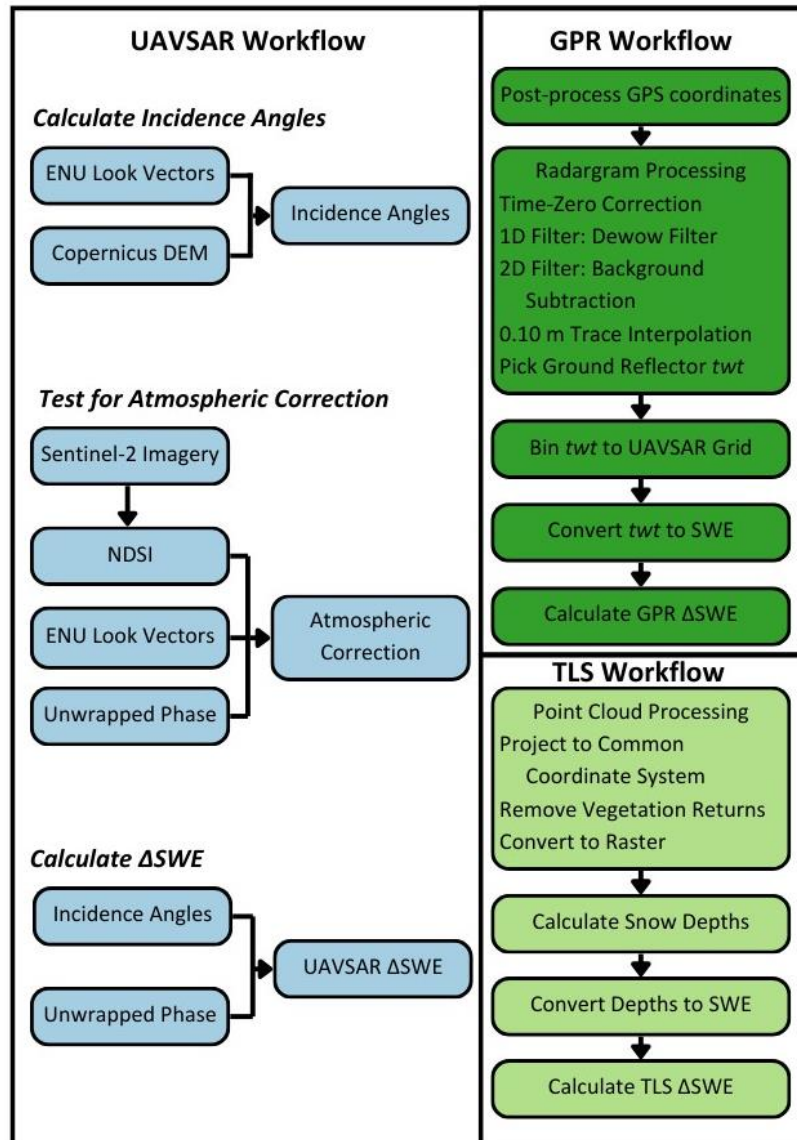 UAVSAR Workflow
Calculate Incidence Angles
ENU Look Vectors
Copernicus DEM
Incidence Angles
Test for Atmospheric Correction
Sentinel-2 Imagery
NDSI
ENU Look Vectors
Unwrapped Phase
Atmospheric
Correction
Calculate ΔSWE
Incidence Angles
Unwrapped Phase
UAVSAR ΔSWE
GPR Workflow
Post-process GPS coordinates
Radargram Processing
Time-Zero Correction
1D Filter: Dewow Filter
2D Filter: Background
Subtraction
0.10 m Trace Interpolation
Pick Ground Reflector twt
Bin twt to UAVSAR Grid
Convert twt to SWE
Calculate GPR ΔSWE
TLS Workflow
Point Cloud Processing
Project to Common
Coordinate System
Remove Vegetation Returns
Convert to Raster
Calculate Snow Depths
Convert Depths to SWE
Calculate TLS ΔSWE